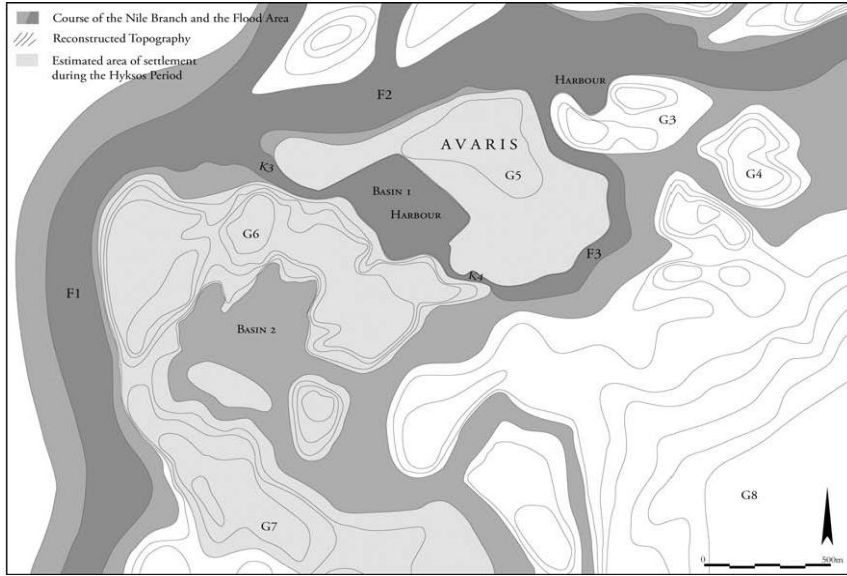 Course of the Nile Branch and the Flood Area
Reconstructed Topography
Estimated area of settlement
during the Hyksos Period
Harbour
F2
G3
AVARIS
K3
G4
G5
Basin 1
Harbour
G6
F3
K4
F1
Basin 2
G8
G7
0 500m